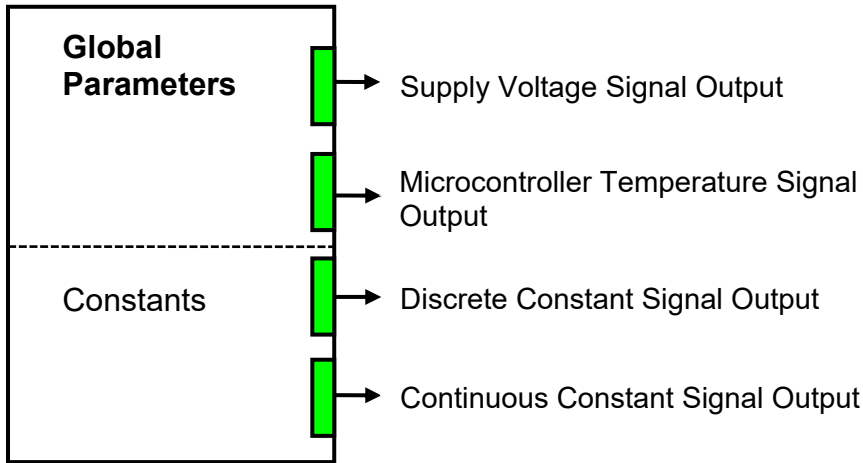 Global
Parameters
Supply Voltage Signal Output
Microcontroller Temperature Signal
Output
Constants
Discrete Constant Signal Output
Continuous Constant Signal Output